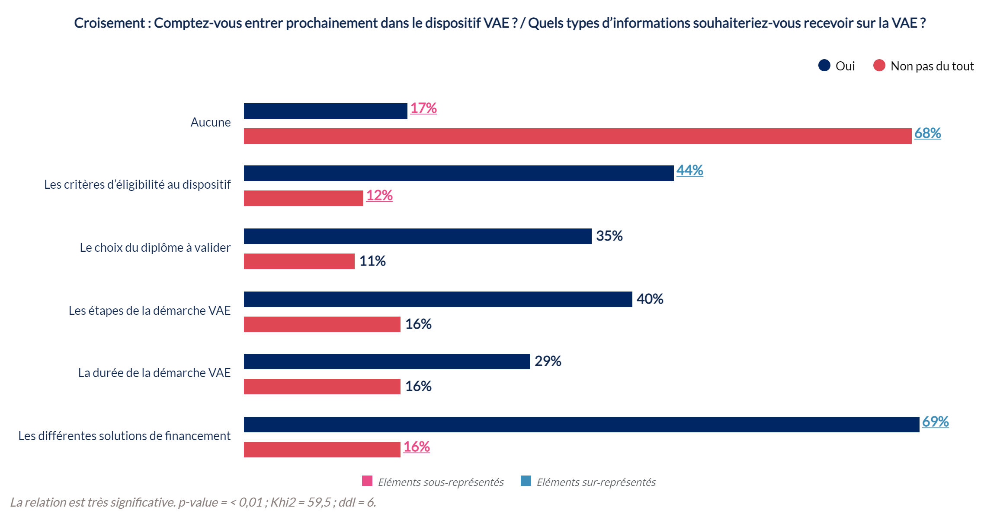 Croisement : Comptez-vous entrer prochainement dans le dispositif VAE ? / Quels types d’informations souhaiteriez-vous recevoir sur la VAE ?
Oui
Non pas du tout
Aucune
17%
68%
Les critères d’éligibilité au dispositif
44%
12%
Le choix du diplôme à valider
35%
11%
Les étapes de la démarche VAE
40%
16%
La durée de la démarche VAE
29%
16%
Les différentes solutions de financement
69%
16%
Eléments sous-représentés
Eléments sur-représentés
La relation est très significative. p-value = < 0,01 ; Khi2 = 59,5 ; ddl = 6.